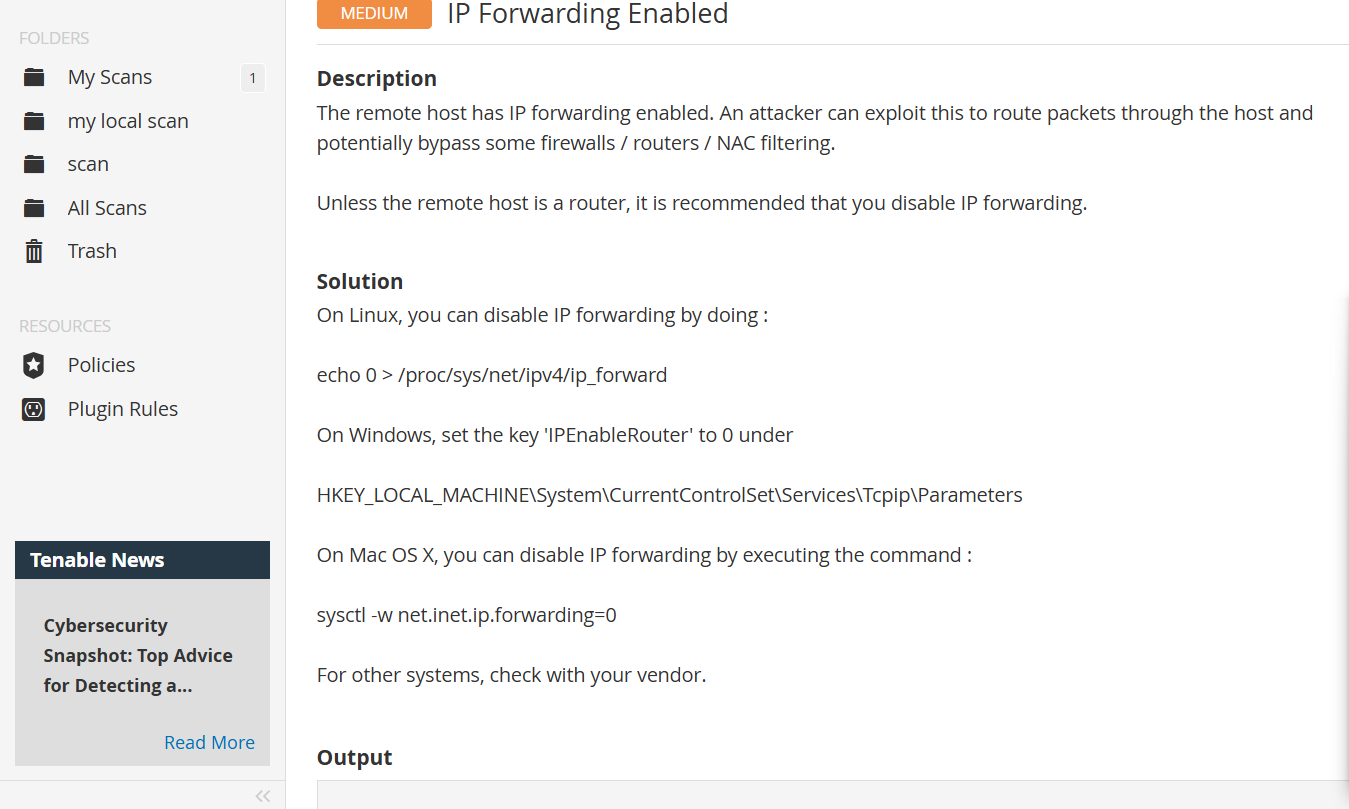 FOLDERS
My Scans
1
my local scan
scan
All Scans
Trash
RESOURCES
Policies
Plugin Rules
Tenable News
Cybersecurity
Snapshot: Top Advice
for Detecting a...
Read More
MEDIUM
IP Forwarding Enabled
Description
The remote host has IP forwarding enabled. An attacker can exploit this to route packets through the host and
potentially bypass some firewalls / routers / NAC filtering.
Unless the remote host is a router, it is recommended that you disable IP forwarding.
Solution
On Linux, you can disable IP forwarding by doing :
echo 0 > /proc/sys/net/ipv4/ip_forward
On Windows, set the key 'IPEnableRouter' to 0 under
HKEY_LOCAL_MACHINE\System\CurrentControlSet\Services\Tcpip\Parameters
On Mac OS X, you can disable IP forwarding by executing the command :
sysctl -w net.inet.ip.forwarding=0
For other systems, check with your vendor.
Output